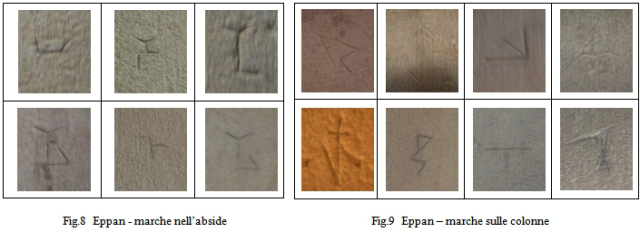 Fig.8 Eppan - marche nell'abside
Fig.9 Eppan – marche sulle colonne